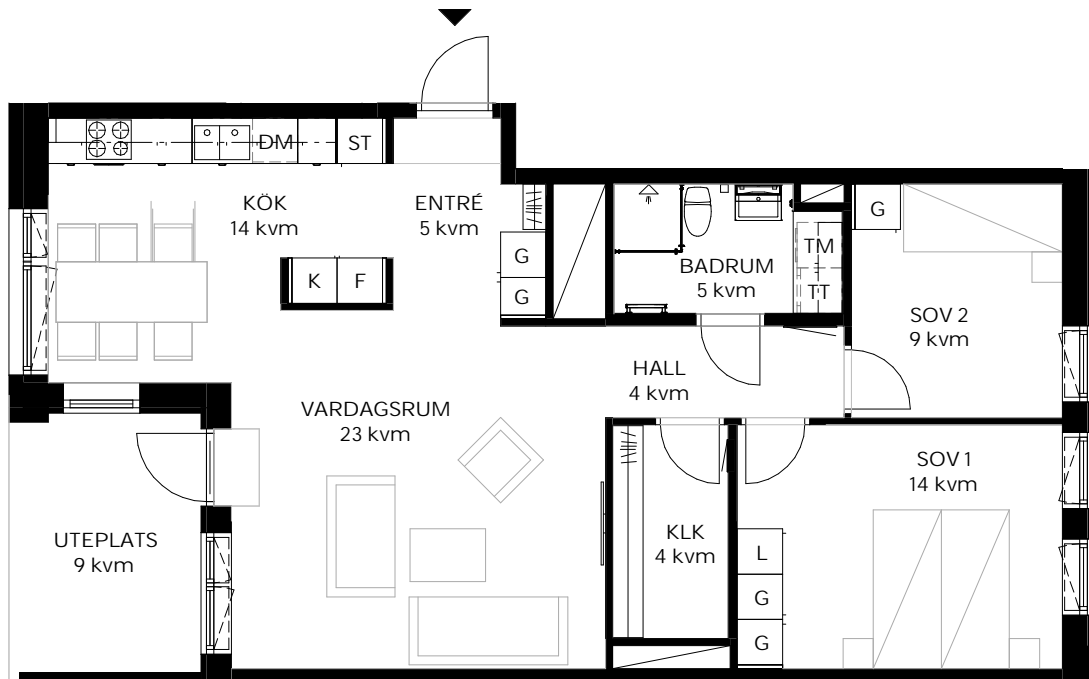 DM
ST
KÖK
14 kvm
ENTRÉ
5 kvm
G
G
K
F
BADRUM
5 kvm
TM
TT
G
SOV 2
9 kvm
HALL
4 kvm
VARDAGSRUM
23 kvm
SOV 1
14 kvm
UTEPLATS
9 kvm
KLK
4 kvm
L
G
G